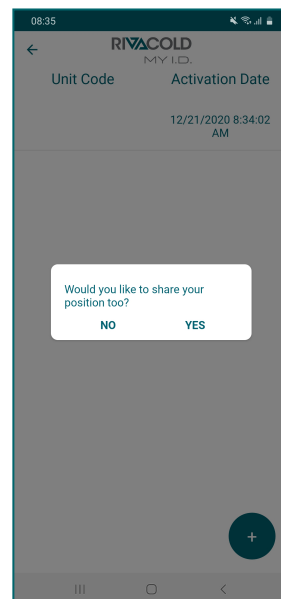 08:35
RIVACOLD
MY I.D.
Unit Code Activation Date
12/21/2020 8:34:02
AM
Would you like to share your
position too?
NO YES
+